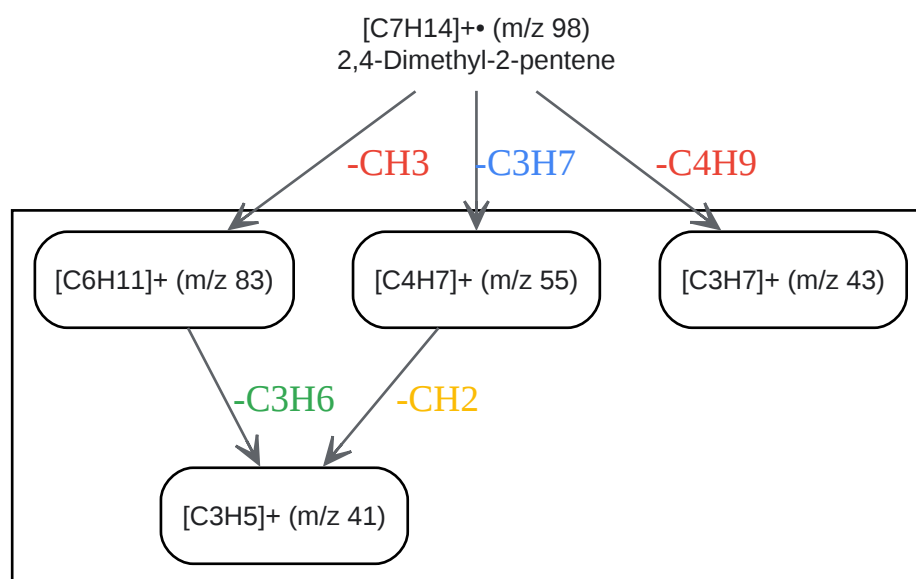 [C7H14]+• (m/z 98)
2,4-Dimethyl-2-pentene
-CH3
-C3H7
-C4H9
[C6H11]+ (m/z 83)
[C4H7]+ (m/z 55)
[C3H7]+ (m/z 43)
-C3H6
-CH2
[C3H5]+ (m/z 41)